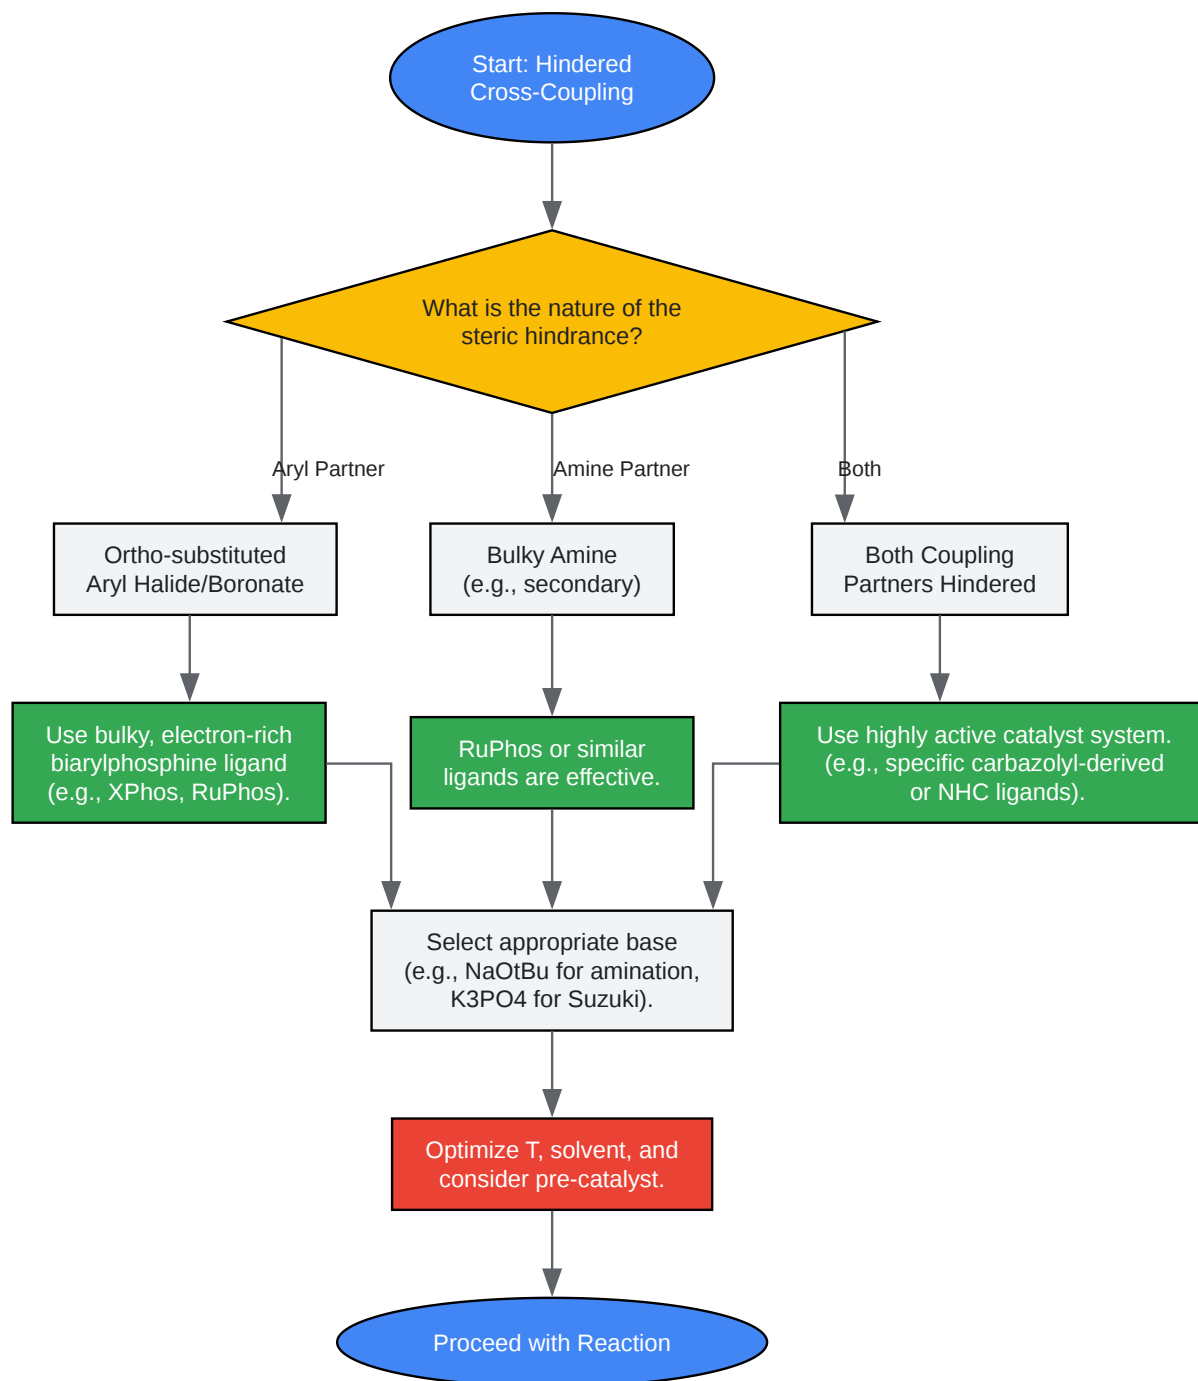 Start: Hindered
Cross-Coupling
What is the nature of the
steric hindrance?
Aryl Partner
Amine Partner
Both
Ortho-substituted
Aryl Halide/Boronate
Bulky Amine
(e.g., secondary)
Both Coupling
Partners Hindered
Use bulky, electron-rich
biarylphosphine ligand
(e.g., XPhos, RuPhos).
RuPhos or similar
ligands are effective.
Use highly active catalyst system.
(e.g., specific carbazolyl-derived
or NHC ligands).
Select appropriate base
(e.g., NaOtBu for amination,
K3PO4 for Suzuki).
Optimize T, solvent, and
consider pre-catalyst.
Proceed with Reaction